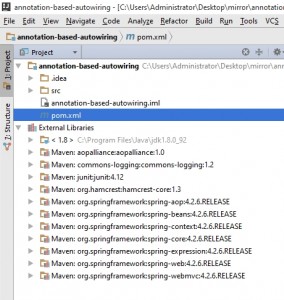 annotation-based-autowiring - [C:\Users\Administrator\Desktop\mirror\annotation
File Edit View Navigate Code Analyze Refactor Build Run Tools VCS
annotation-based-autowiring pom.xml
Project
annotation-based-autowiring C:\Users\Administrator\Desktop\mirror\annot
.idea
src
annotation-based-autowiring.iml
pom.xml
External Libraries
< 1.8 > C:\Program Files\Java\jdk1.8.0_92
Maven: aopalliance:aopalliance:1.0
Maven: commons-logging:commons-logging:1.2
Maven: junit:junit:4.12
Maven: org.hamcrest:hamcrest-core:1.3
Maven: org.springframework:spring-aop:4.2.6.RELEASE
Maven: org.springframework:spring-beans:4.2.6.RELEASE
Maven: org.springframework:spring-context:4.2.6.RELEASE
Maven: org.springframework:spring-core:4.2.6.RELEASE
Maven: org.springframework:spring-expression:4.2.6.RELEASE
Maven: org.springframework:spring-web:4.2.6.RELEASE
Maven: org.springframework:spring-webmvc:4.2.6.RELEASE
1: Project
2: Structure